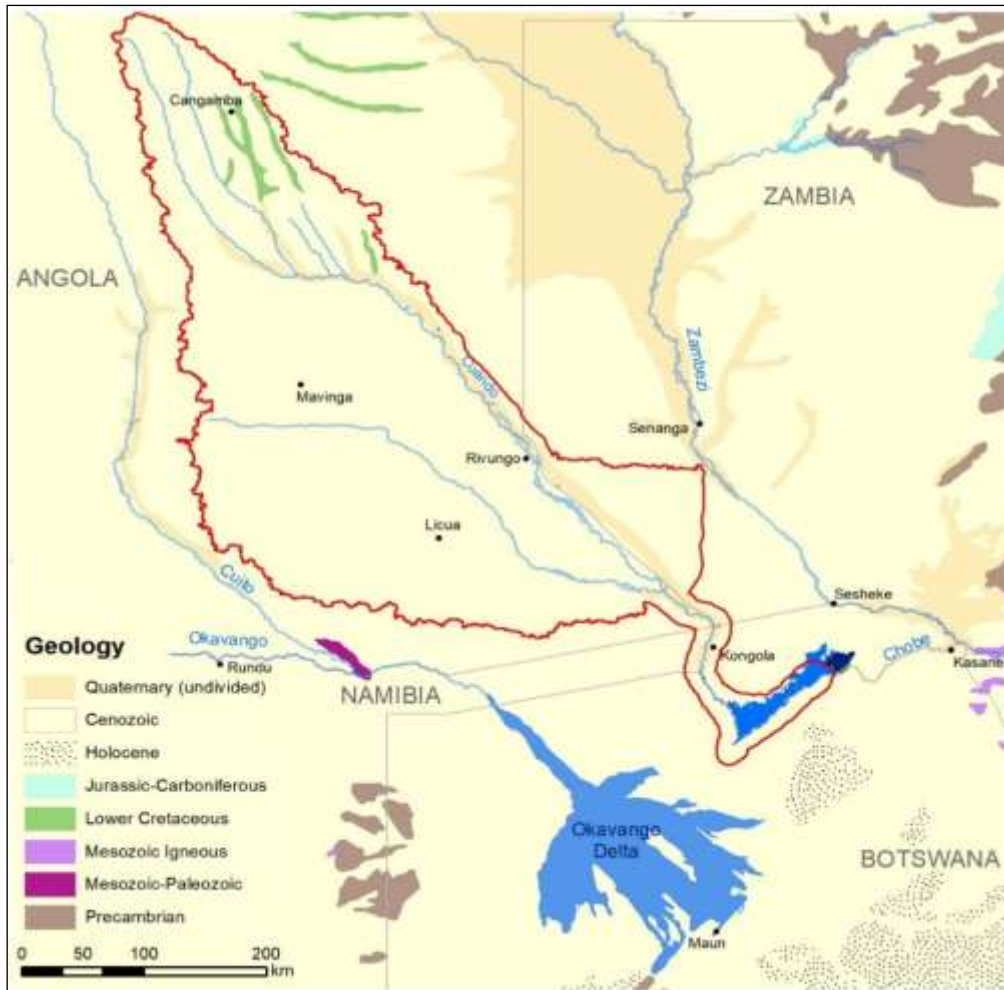 Cangamba
ZAMBIA
ANGOLA
Zambezi
Cuando
Mavinga
Senanga
Rivungo
Licua
Cuito
Sesheke
Geology
Okavango
Rundu
Kongola
Chobe
Kasane
NAMIBIA
Quaternary (undivided)
Cenozoic
Holocene
Jurassic-Carboniferous
Lower Cretaceous
Mesozoic Igneous
Mesozoic-Paleozoic
Precambrian
Okavango
Delta
BOTSWANA
Maun
0 50 100 200
km